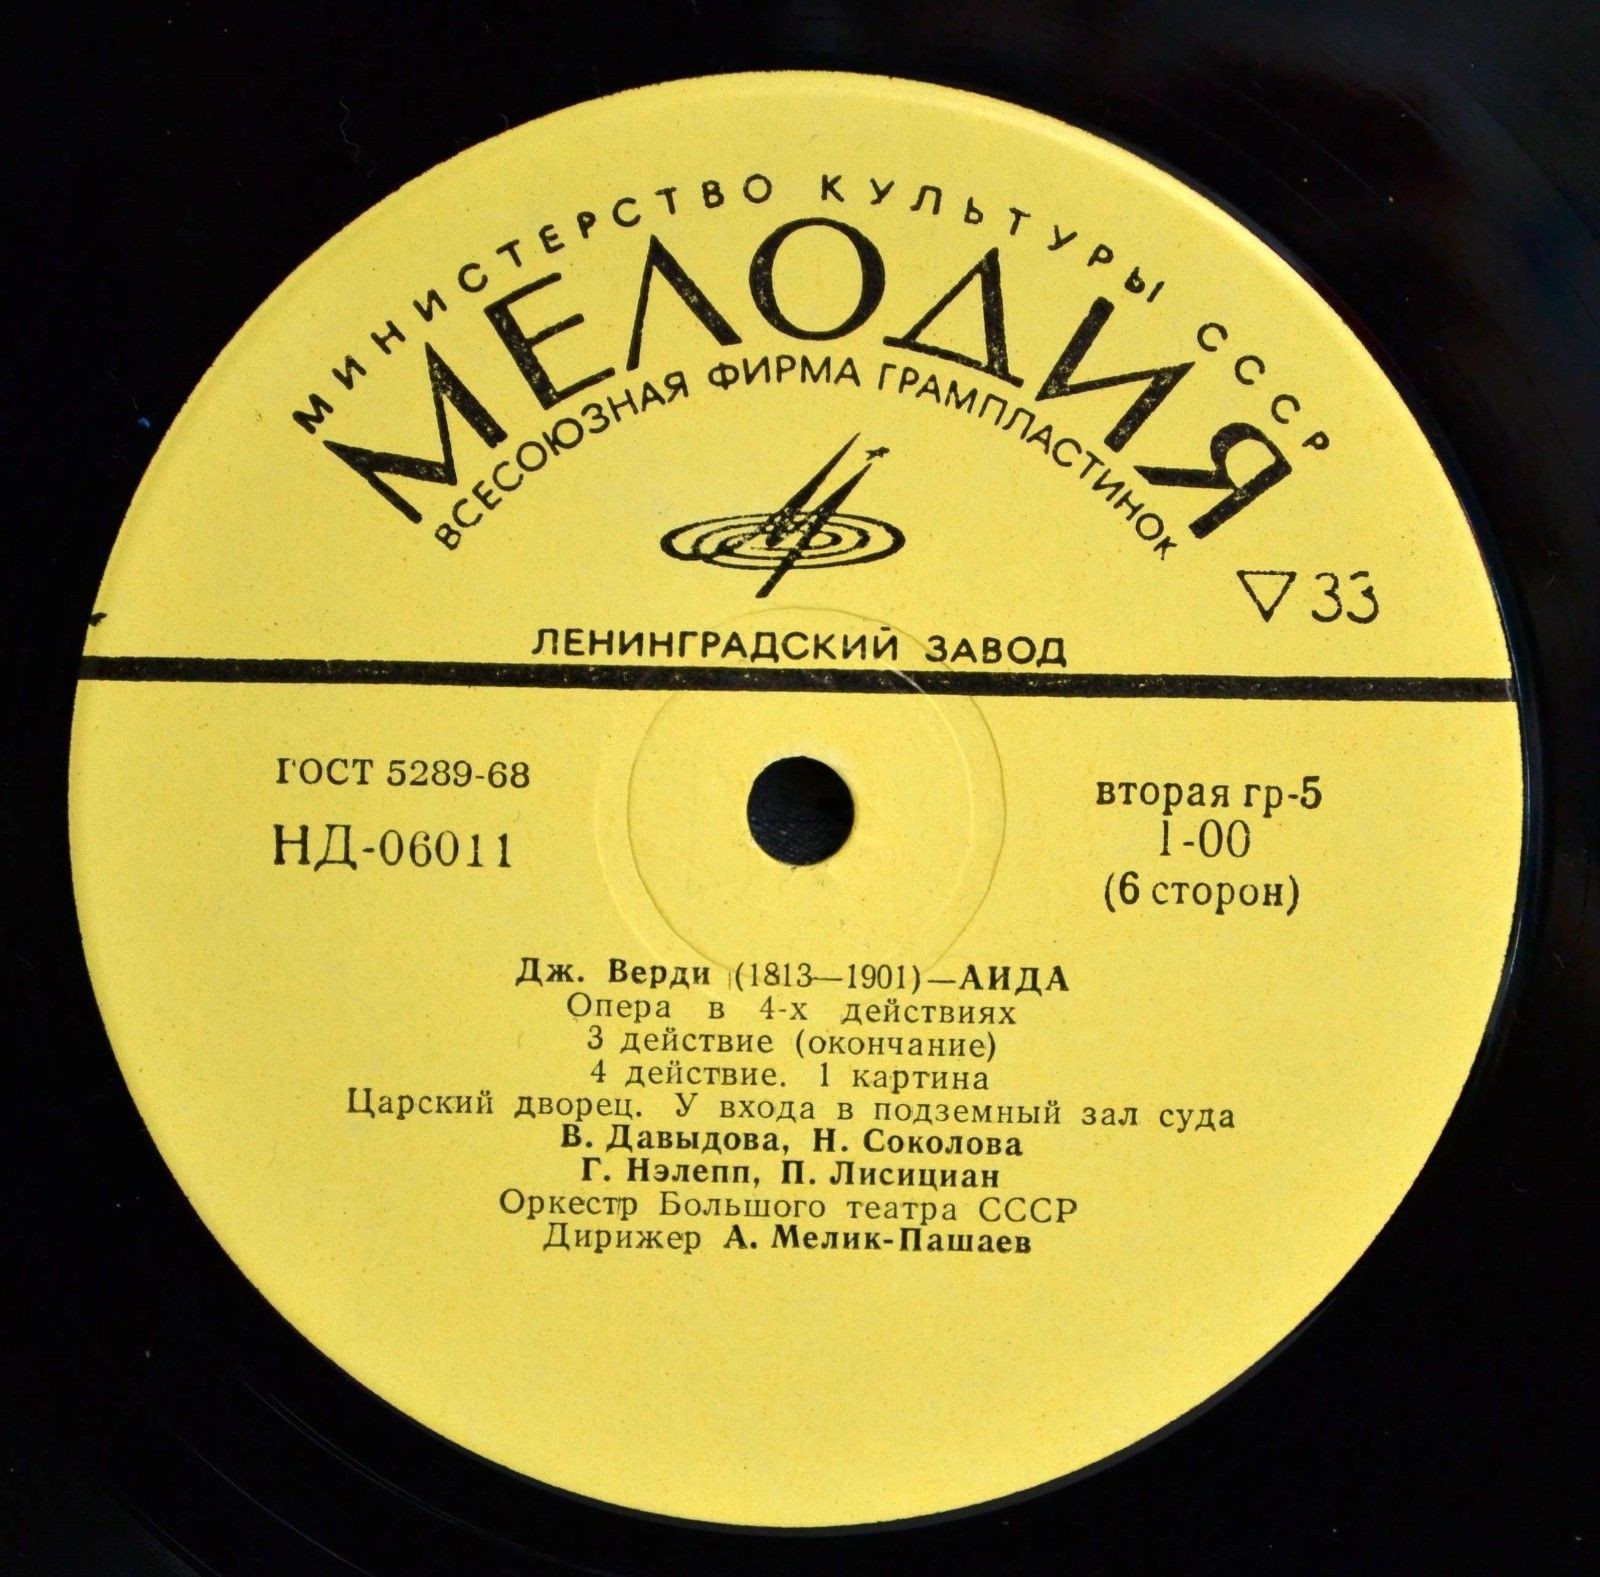 МИНИСТЕРСТВО КУЛЬТУРЫ СССР
МЕЛОДИЯ
ВСЕСОЮЗНАЯ ФИРМА ГРАМПЛАСТИНОК
33
ЛЕНИНГРАДСКИЙ ЗАВОД
ГОСТ 5289-68
НД-06011
вторая гр-5
1-00
(6 сторон)
Дж. Верди (1813—1901)—АИДА
Опера в 4-х действиях
3 действие (окончание)
4 действие. 1 картина
Царский дворец. У входа в подземный зал суда
В. Давыдова, Н. Соколова
Г. Нэлепп, П. Лисициан
Оркестр Большого театра СССР
Дирижер А. Мелик-Пашаев